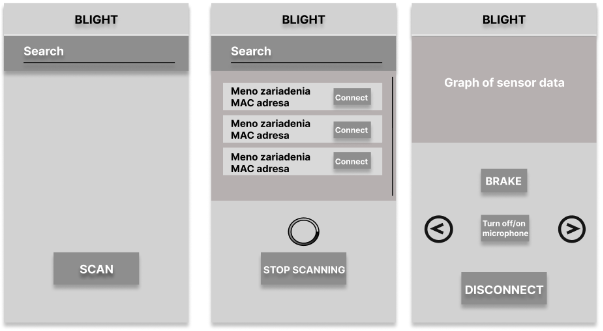 BLIGHT
Search
SCAN
BLIGHT
Search
Meno zariadenia
MAC adresa
Connect
Meno zariadenia
MAC adresa
Connect
Meno zariadenia
MAC adresa
Connect
STOP SCANNING
BLIGHT
Graph of sensor data
BRAKE
<
Turn off/on
microphone
>
DISCONNECT